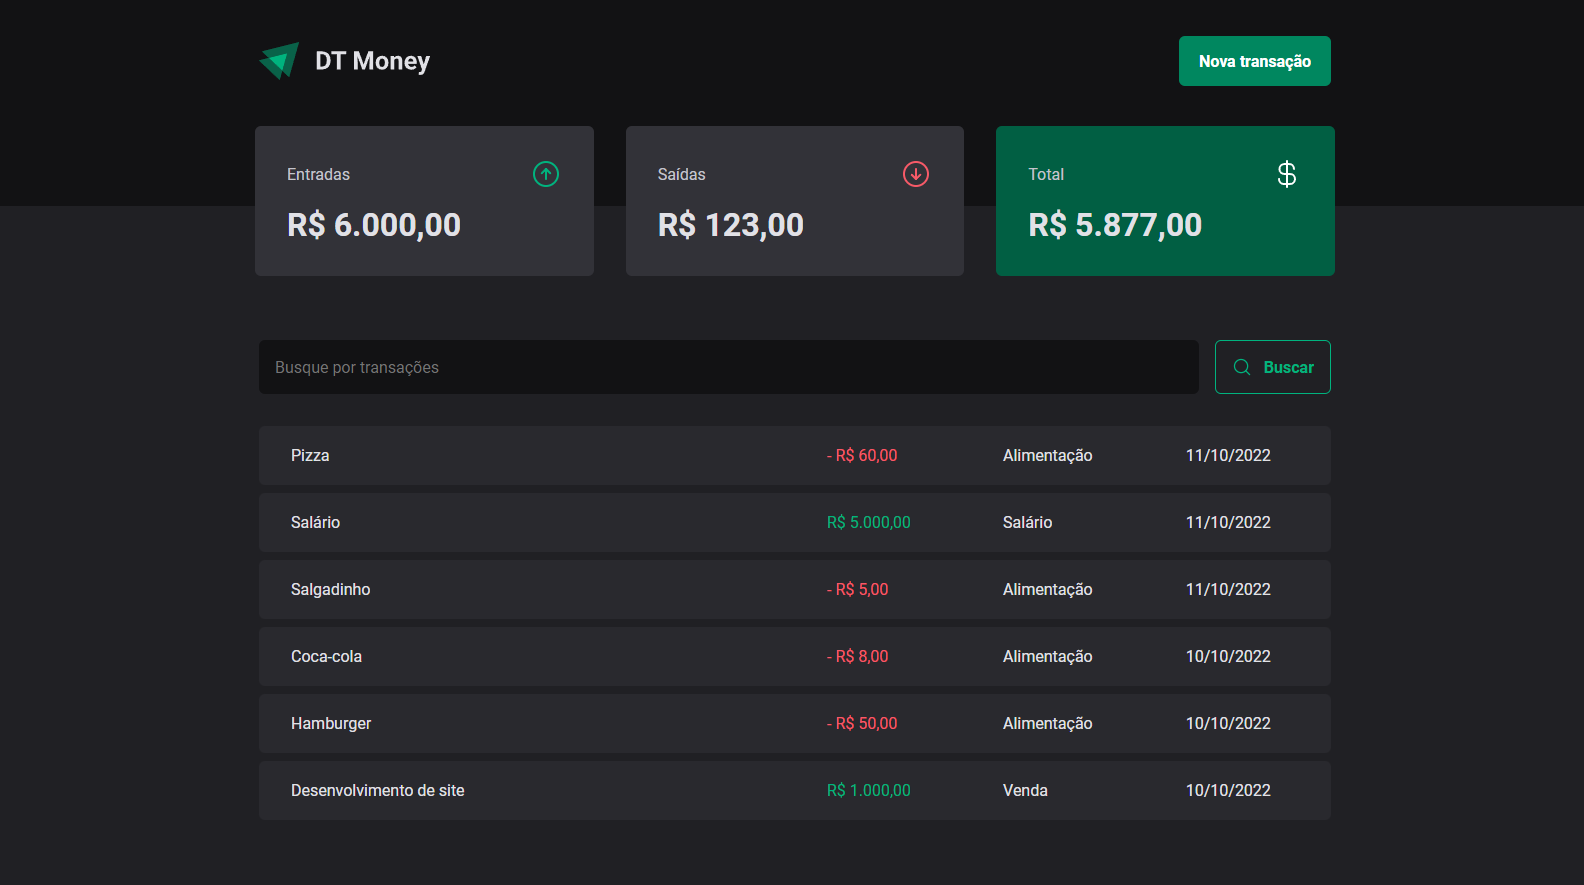 DT Money
Nova transação
Entradas
R$ 6.000,00
Saídas
R$ 123,00
Total
$
R$ 5.877,00
Busque por transações
Buscar
Pizza - R$ 60,00 Alimentação 11/10/2022
Salário R$ 5.000,00 Salário 11/10/2022
Salgadinho - R$ 5,00 Alimentação 11/10/2022
Coca-cola - R$ 8,00 Alimentação 10/10/2022
Hamburger - R$ 50,00 Alimentação 10/10/2022
Desenvolvimento de site R$ 1.000,00 Venda 10/10/2022